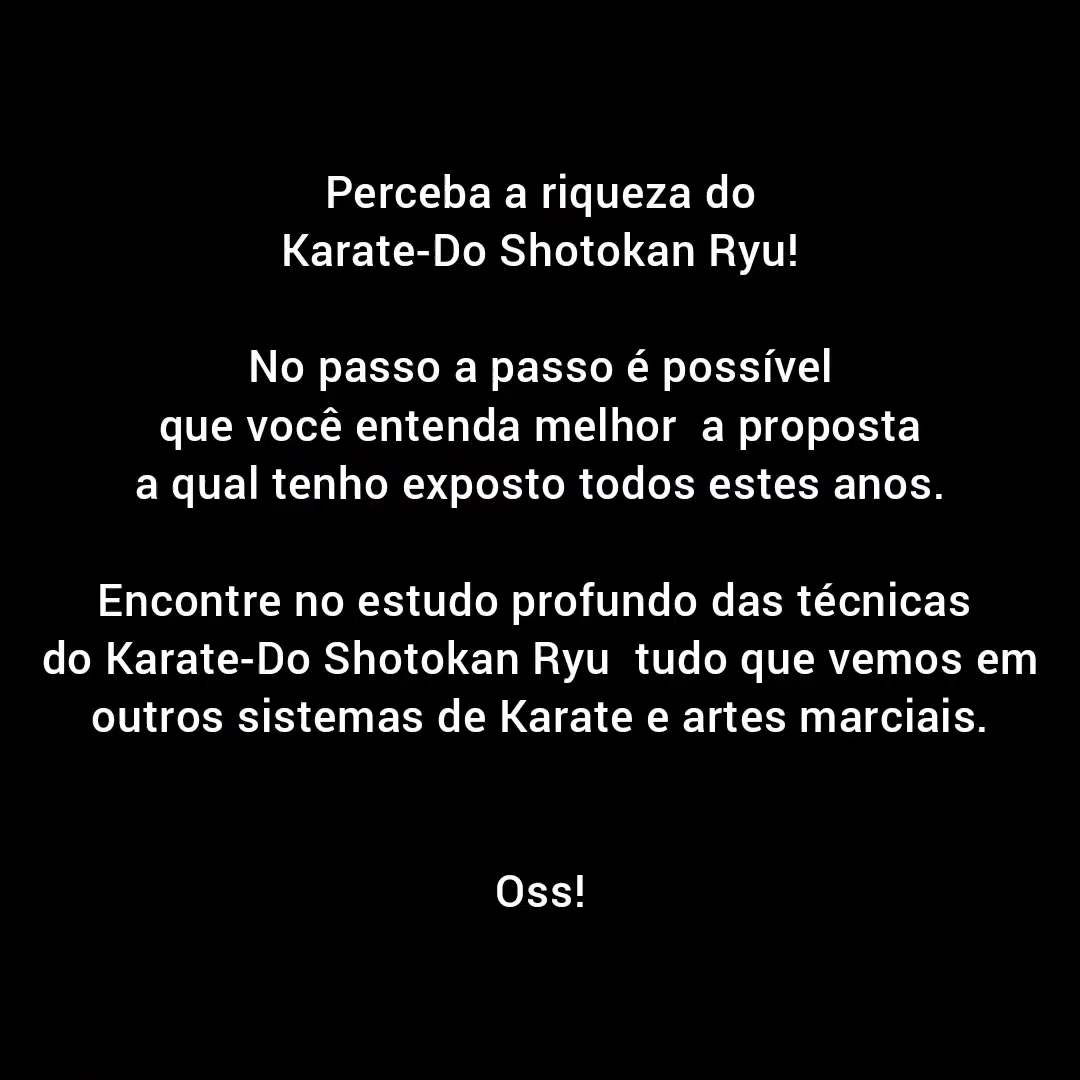 Perceba a riqueza do
Karate-Do Shotokan Ryu!
No passo a passo é possível
que você entenda melhor  a proposta
a qual tenho exposto todos estes anos.
Encontre no estudo profundo das técnicas
do Karate-Do Shotokan Ryu  tudo que vemos em
outros sistemas de Karate e artes marciais.
Oss!